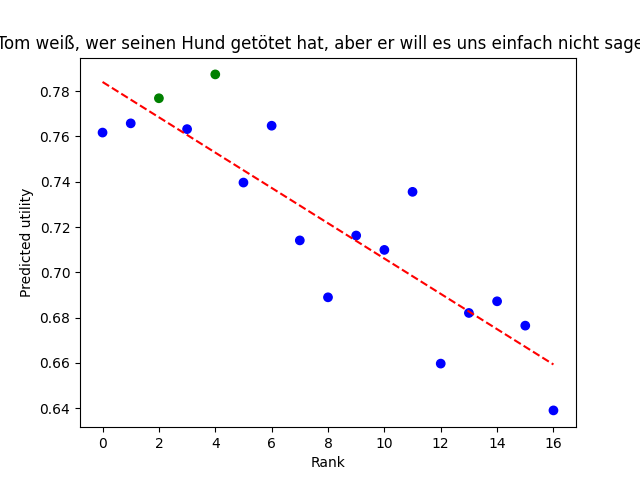 Tom weiß, wer seinen Hund getötet hat, aber er will es uns einfach nicht sage
Predicted utility
0.78
0.76
0.74
0.72
0.70
0.68
0.66
0.64
0 2 4 6 8 10 12 14 16
Rank